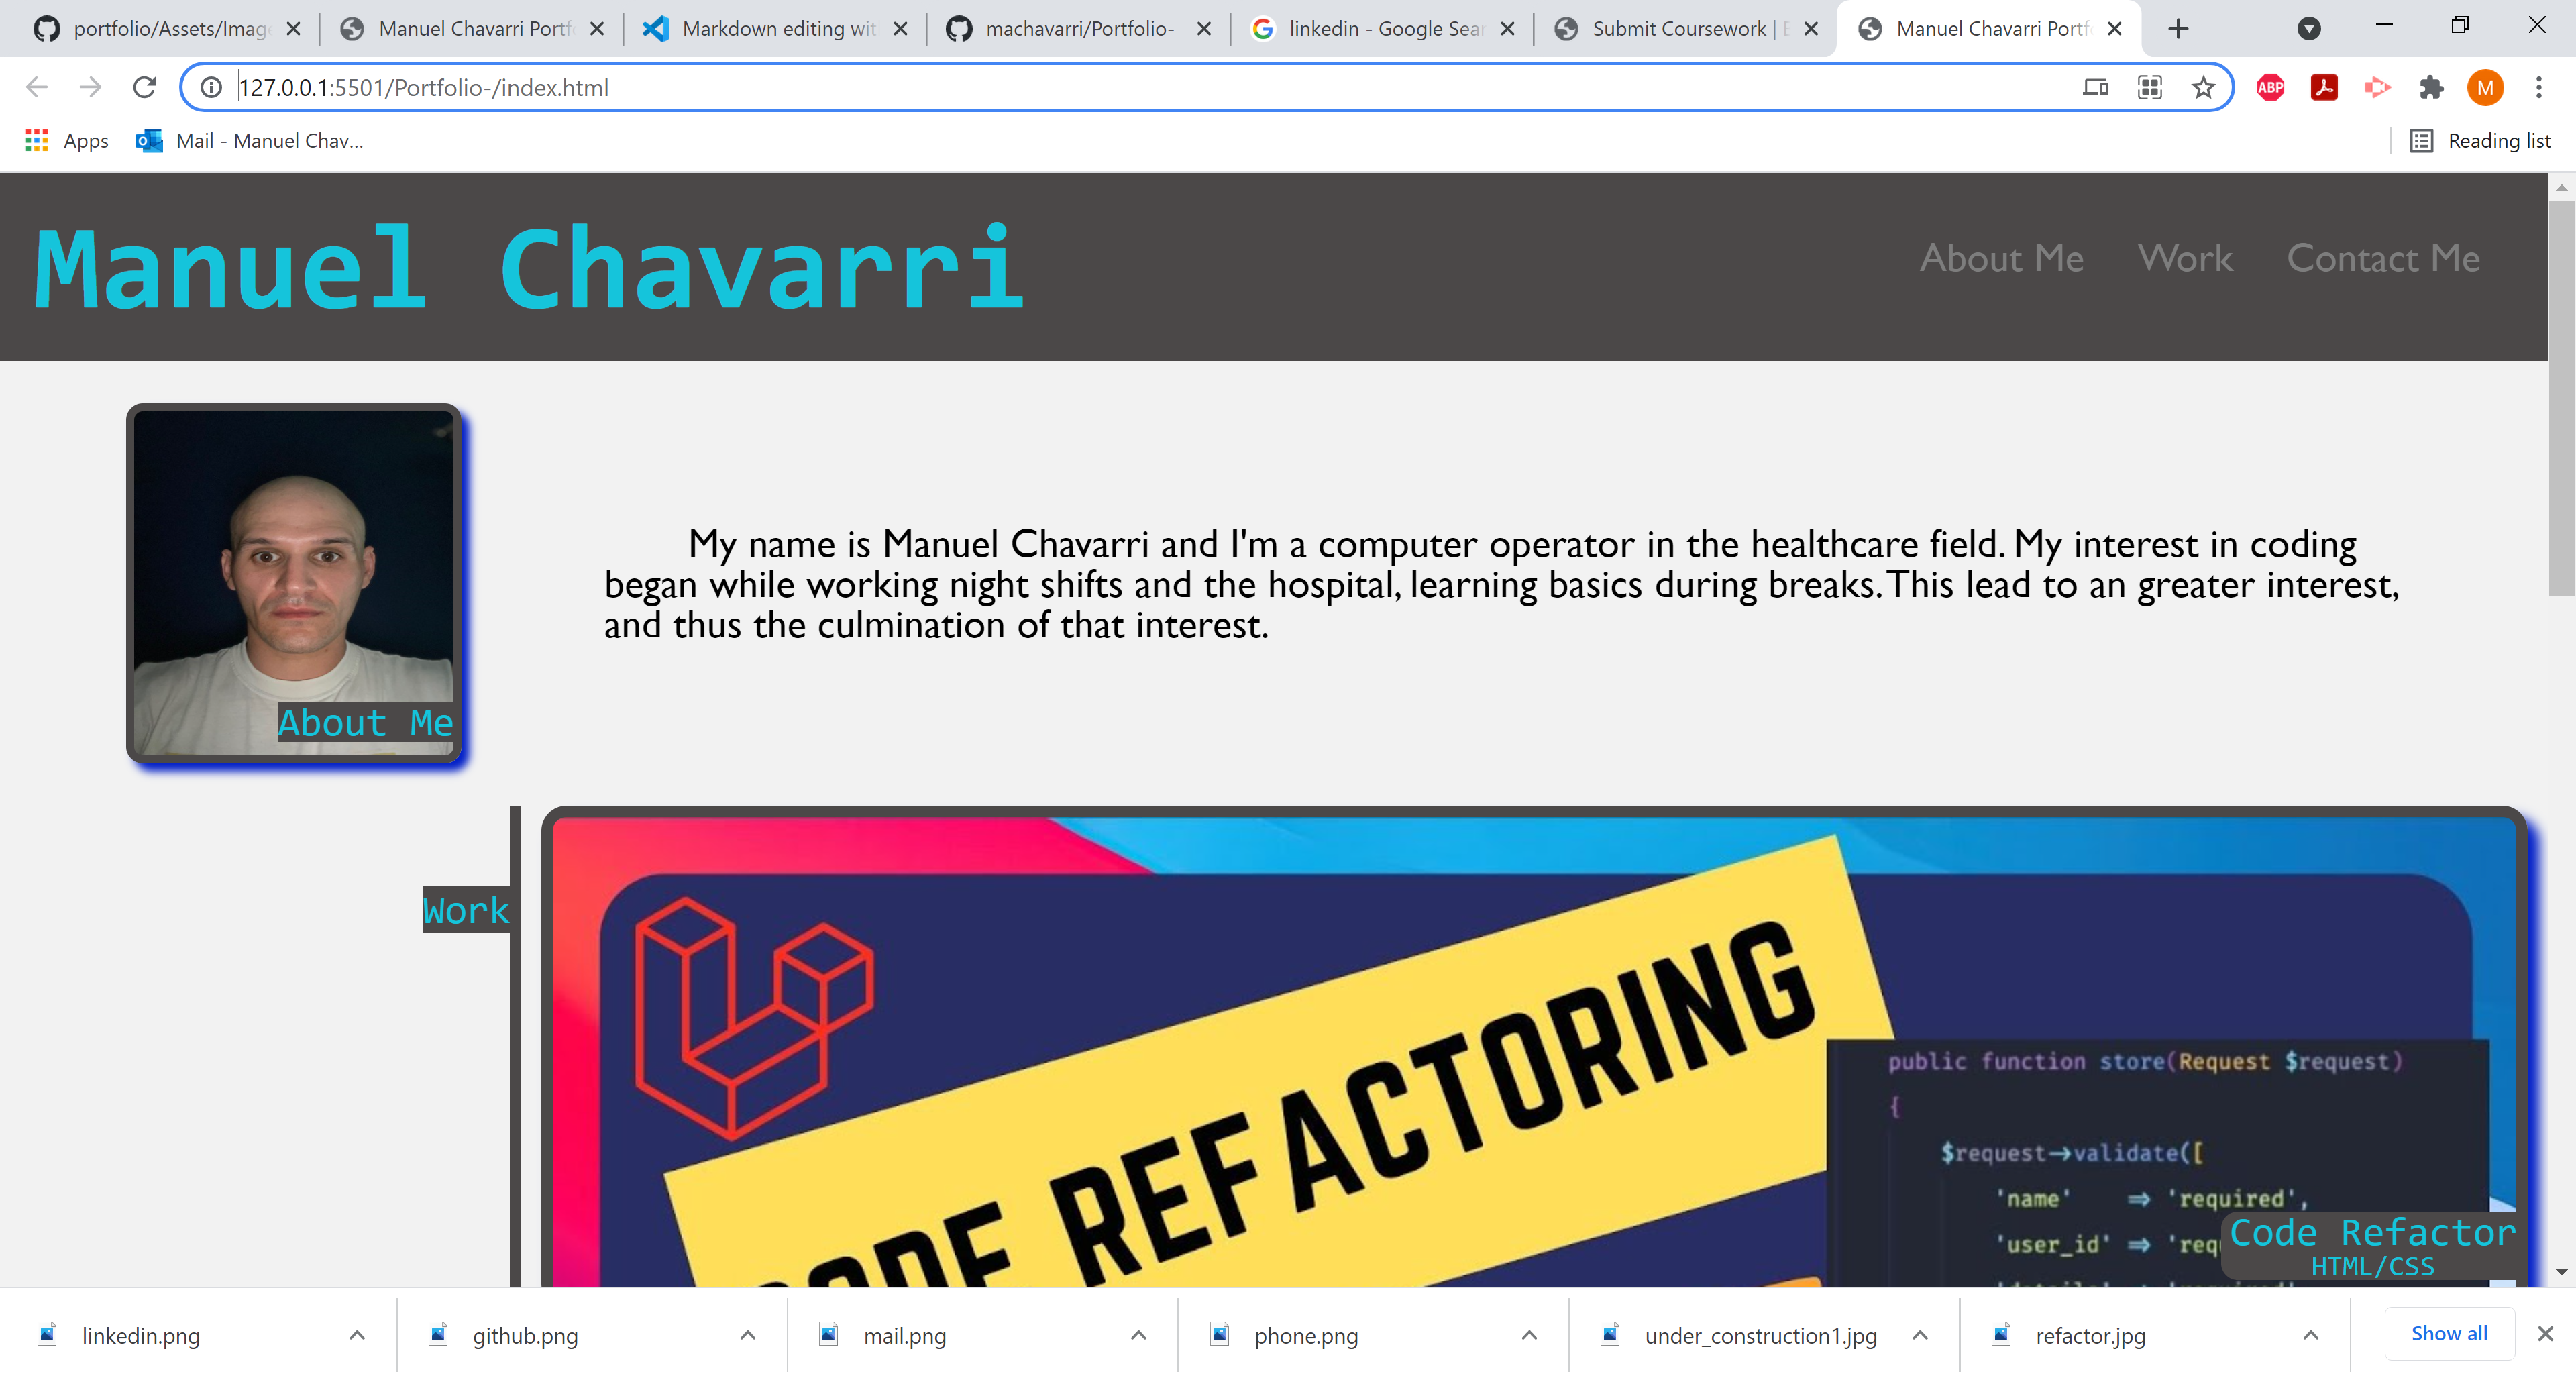 portfolio/Assets/Imag
Manuel Chavarri Portf
Markdown editing wit
machavarri/Portfolio-
linkedin - Google Sear
Submit Coursework | B
Manuel Chavarri Portf
127.0.0.1:5501/Portfolio-/index.html
ABP
M
Apps
Mail - Manuel Chav...
Reading list
Manuel Chavarri
About Me
Work
Contact Me
My name is Manuel Chavarri and I'm a computer operator in the healthcare field. My interest in coding
began while working night shifts and the hospital, learning basics during breaks. This lead to an greater interest,
and thus the culmination of that interest.
About Me
Work
CODE REFACTORING
public function store(Request $request)
{
$request→validate([
'name' ⇒ 'required',
'user_id' ⇒ 'requ
Code Refactor
HTML/CSS
linkedin.png
github.png
mail.png
phone.png
under_construction1.jpg
refactor.jpg
Show all